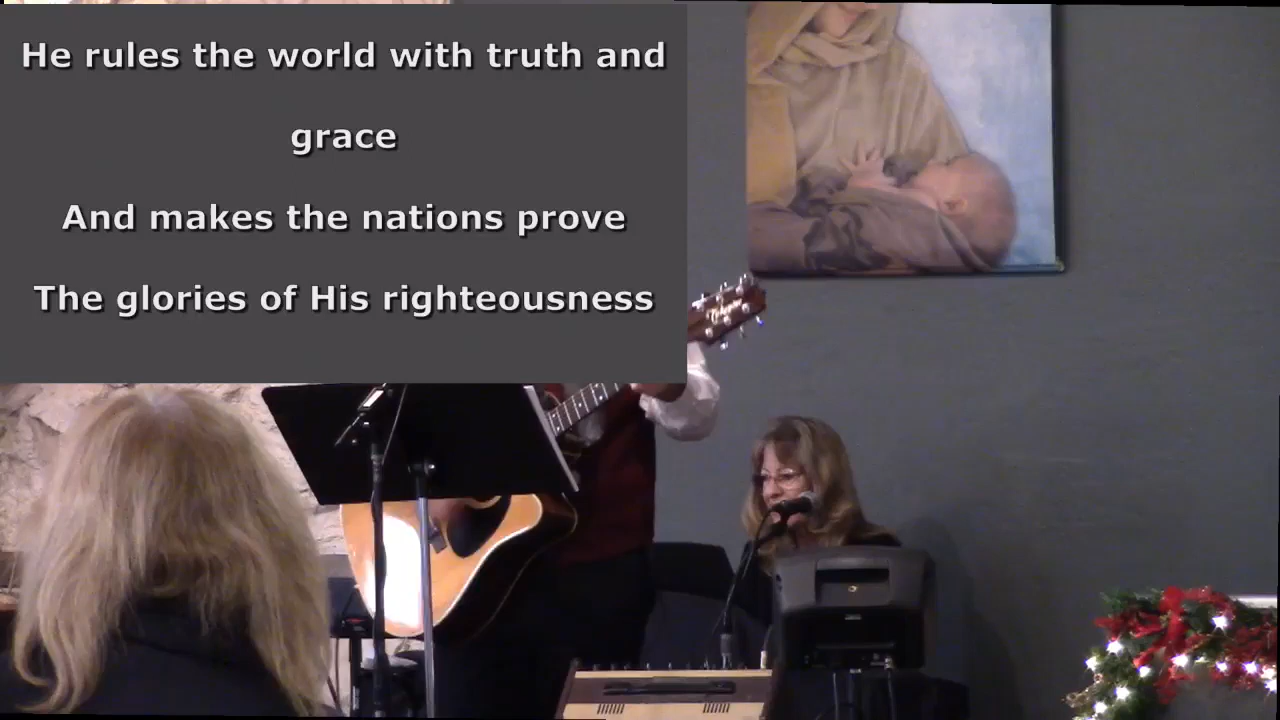 He rules the world with truth and
grace
And makes the nations prove
The glories of His righteousness